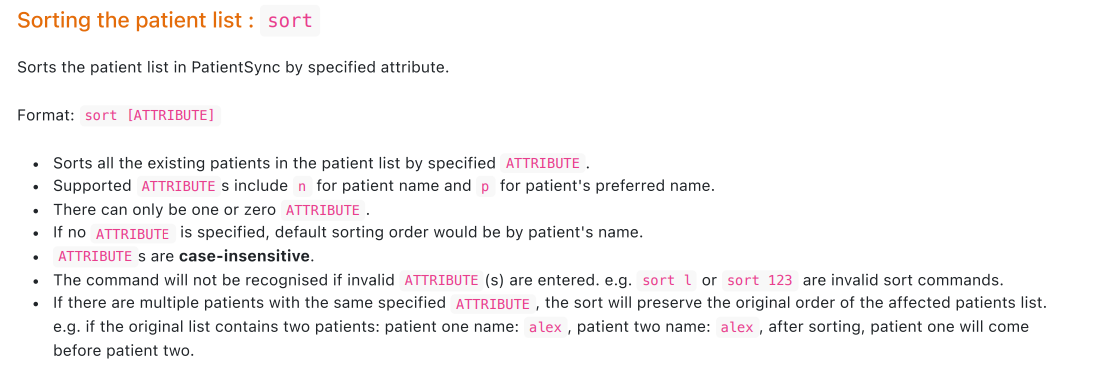 Sorting the patient list : sort
Sorts the patient list in PatientSync by specified attribute.
Format: sort [ATTRIBUTE]
• Sorts all the existing patients in the patient list by specified ATTRIBUTE .
• Supported ATTRIBUTE s include n for patient name and p for patient's preferred name.
• There can only be one or zero ATTRIBUTE .
• If no ATTRIBUTE is specified, default sorting order would be by patient's name.
• ATTRIBUTE s are case-insensitive.
• The command will not be recognised if invalid ATTRIBUTE (s) are entered. e.g. sort l or sort 123 are invalid sort commands.
• If there are multiple patients with the same specified ATTRIBUTE , the sort will preserve the original order of the affected patients list.
e.g. if the original list contains two patients: patient one name: alex , patient two name: alex , after sorting, patient one will come
before patient two.